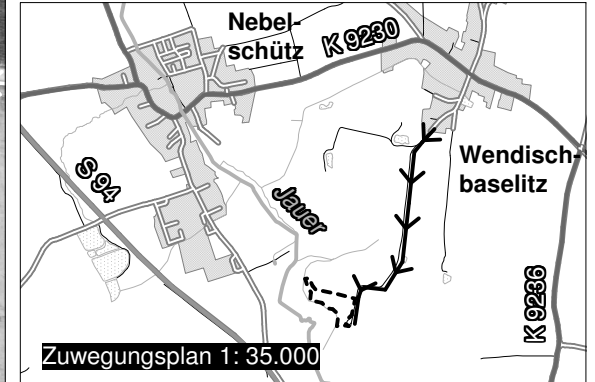 Nebel-
schütz
K 9230
Wendisch-
baselitz
S 94
Jauer
K 9236
Zuwegungsplan 1: 35.000